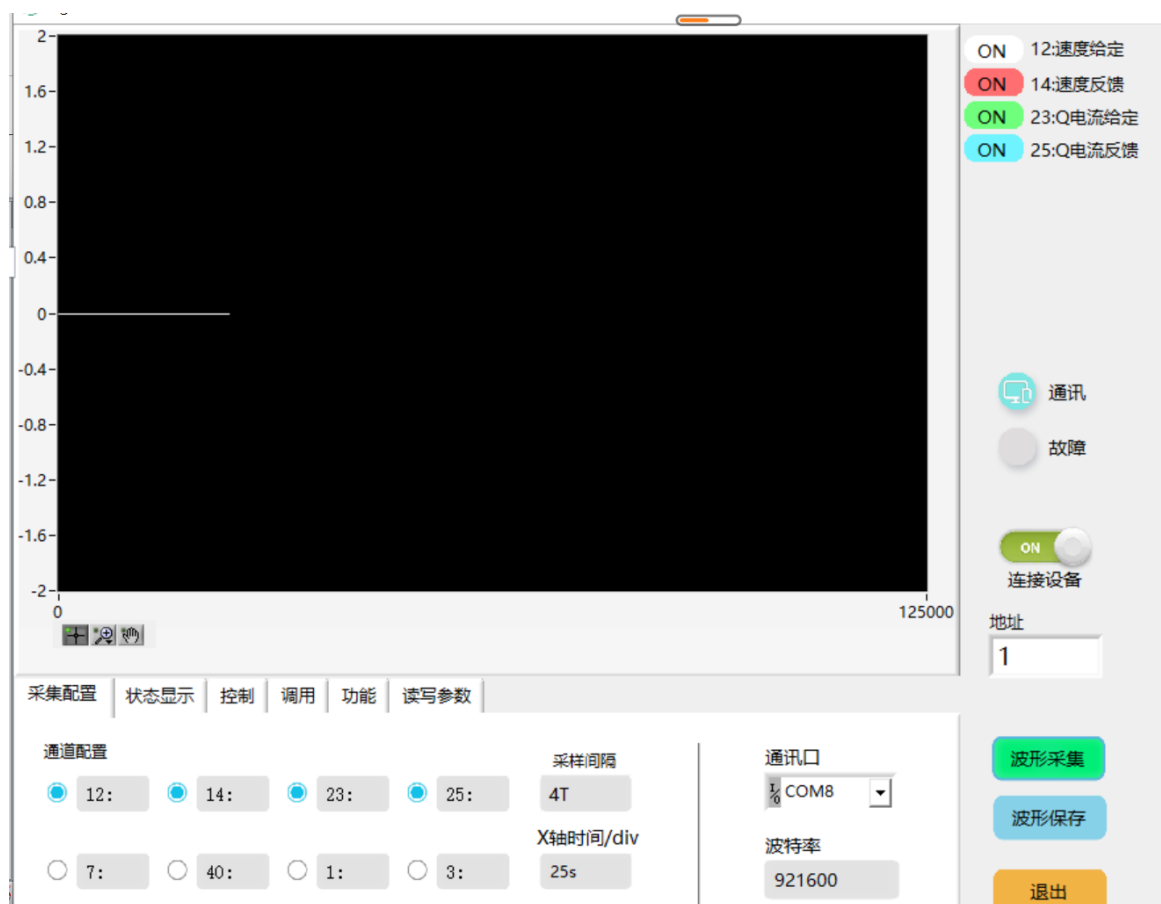 2
ON 12:速度给定
1.6
ON 14:速度反馈
ON 23:Q电流给定
1.2
ON 25:Q电流反馈
0.8
0.4
0
-0.4
通讯
-0.8
故障
-1.2
-1.6
ON
连接设备
-2
0
125000
地址
1
采集配置 状态显示 控制 调用 功能 读写参数
通道配置
采样间隔
通讯口
波形采集
12: 14: 23: 25:
4T
COM8
波形保存
X轴时间/div
波特率
7: 40: 1: 3:
25s
921600
退出